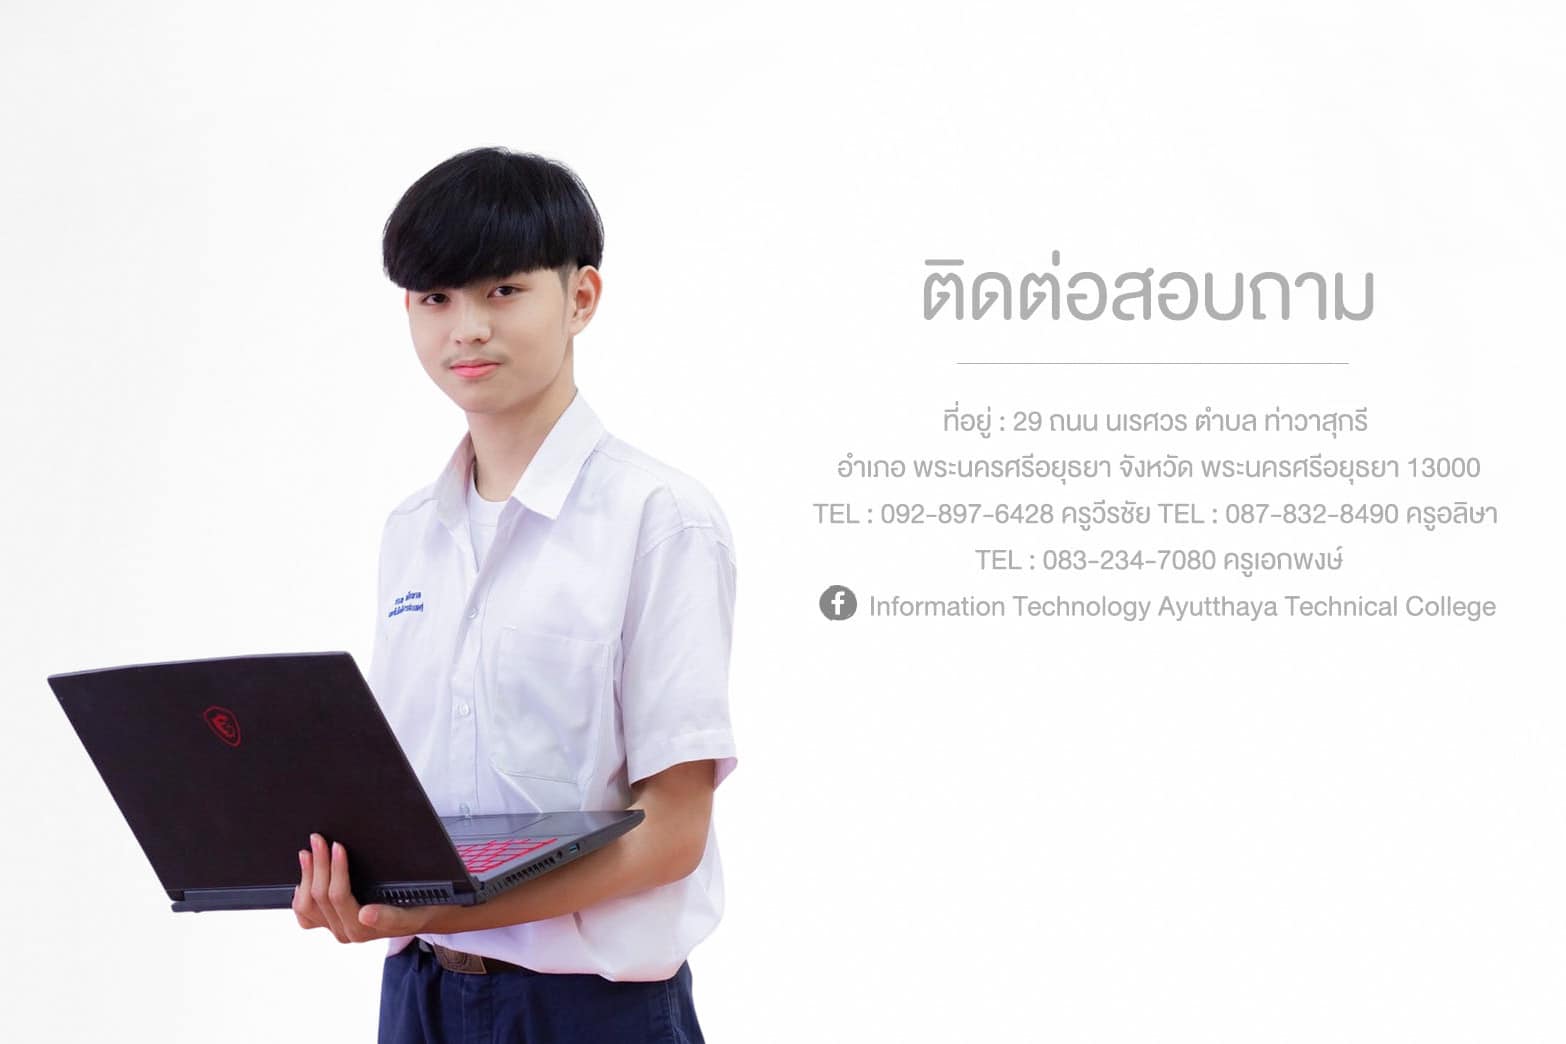 ติดต่อสอบถาม
ที่อยู่ : 29 ถนน นเรศวร ตำบล ท่าวาสุกรี
อำเภอ พระนครศรีอยุธยา จังหวัด พระนครศรีอยุธยา 13000
TEL : 092-897-6428 ครูวีรชัย TEL : 087-832-8490 ครูอลิษา
TEL : 083-234-7080 ครูเอกพงษ์
Information Technology Ayutthaya Technical College